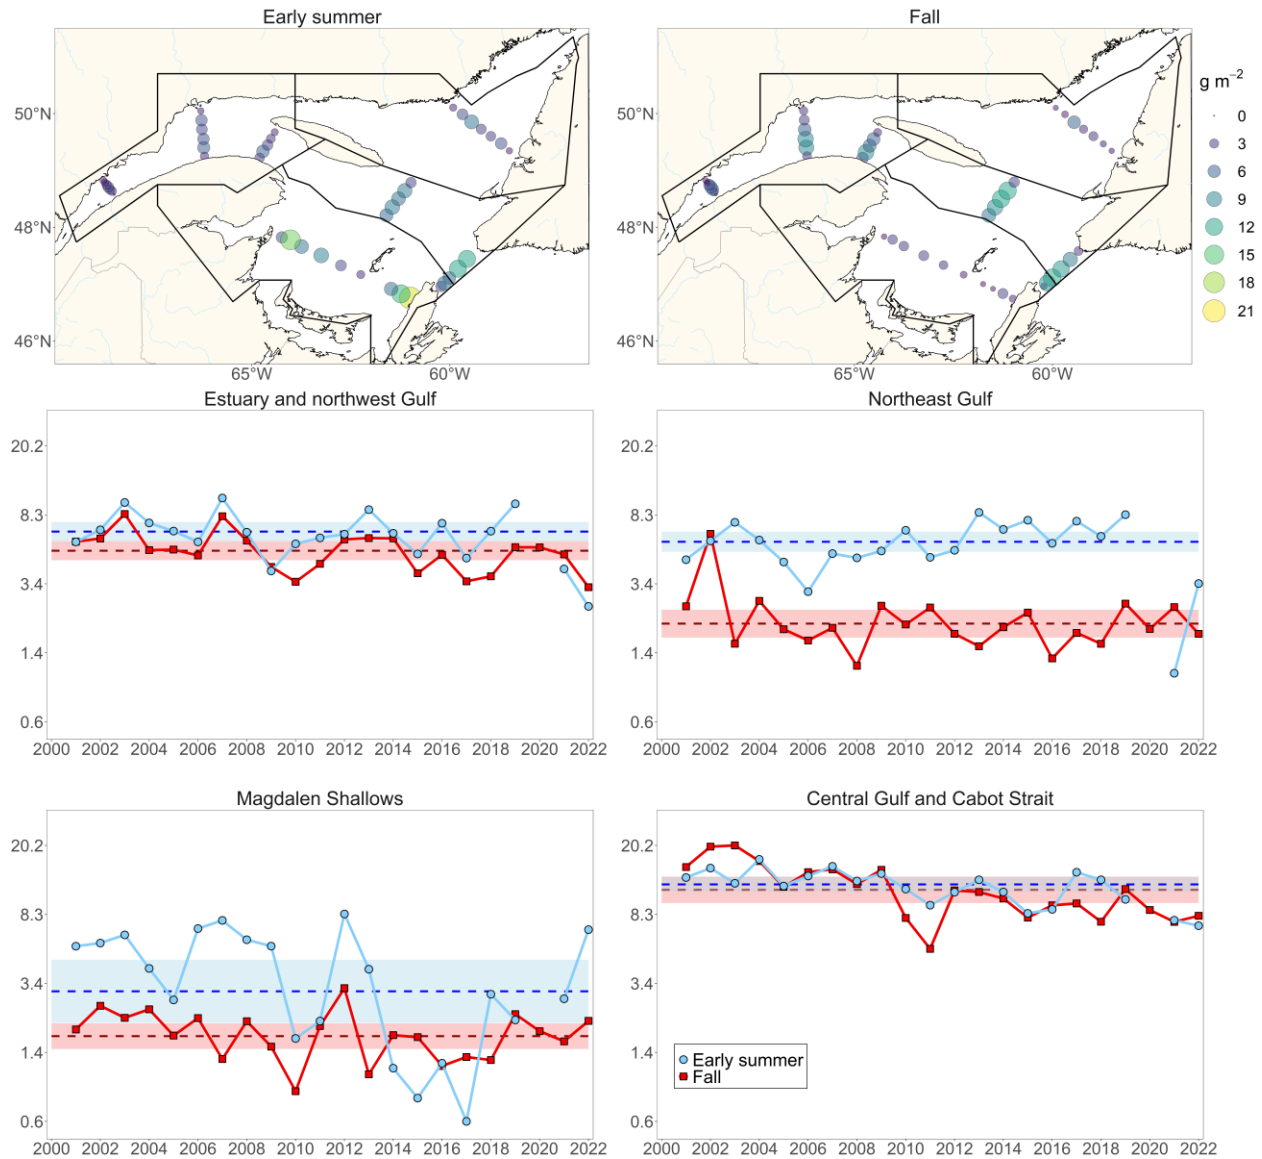 Early summer
Fall
50°N
48°N
46°N
65°W 60°W
65°W 60°W
g m−2
0
3
6
9
12
15
18
21
Estuary and northwest Gulf
20.2
8.3
3.4
1.4
0.6
2000 2002 2004 2006 2008 2010 2012 2014 2016 2018 2020 2022
Northeast Gulf
20.2
8.3
3.4
1.4
0.6
2000 2002 2004 2006 2008 2010 2012 2014 2016 2018 2020 2022
Magdalen Shallows
20.2
8.3
3.4
1.4
0.6
2000 2002 2004 2006 2008 2010 2012 2014 2016 2018 2020 2022
Central Gulf and Cabot Strait
20.2
8.3
3.4
1.4
0.6
Early summer
Fall
2000 2002 2004 2006 2008 2010 2012 2014 2016 2018 2020 2022